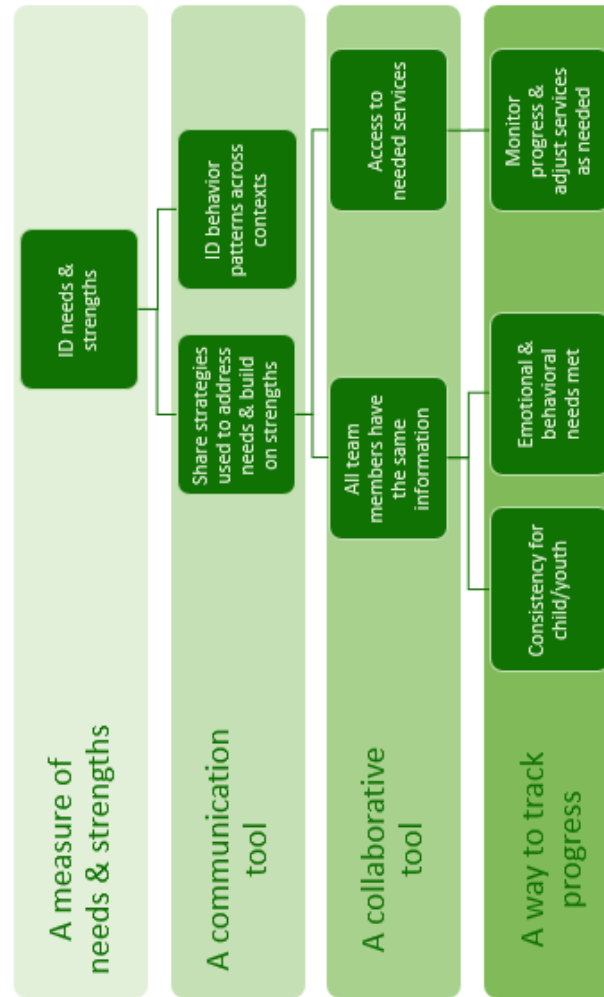 A measure of
needs & strengths
ID needs &
strengths
A communication
tool
Share strategies
used to address
needs & build
on strengths
ID behavior
patterns across
contexts
A collaborative
tool
All team
members have
the same
information
Access to
needed services
A way to track
progress
Consistency for
child/youth
Emotional &
behavioral
needs met
Monitor
progress &
adjust services
as needed